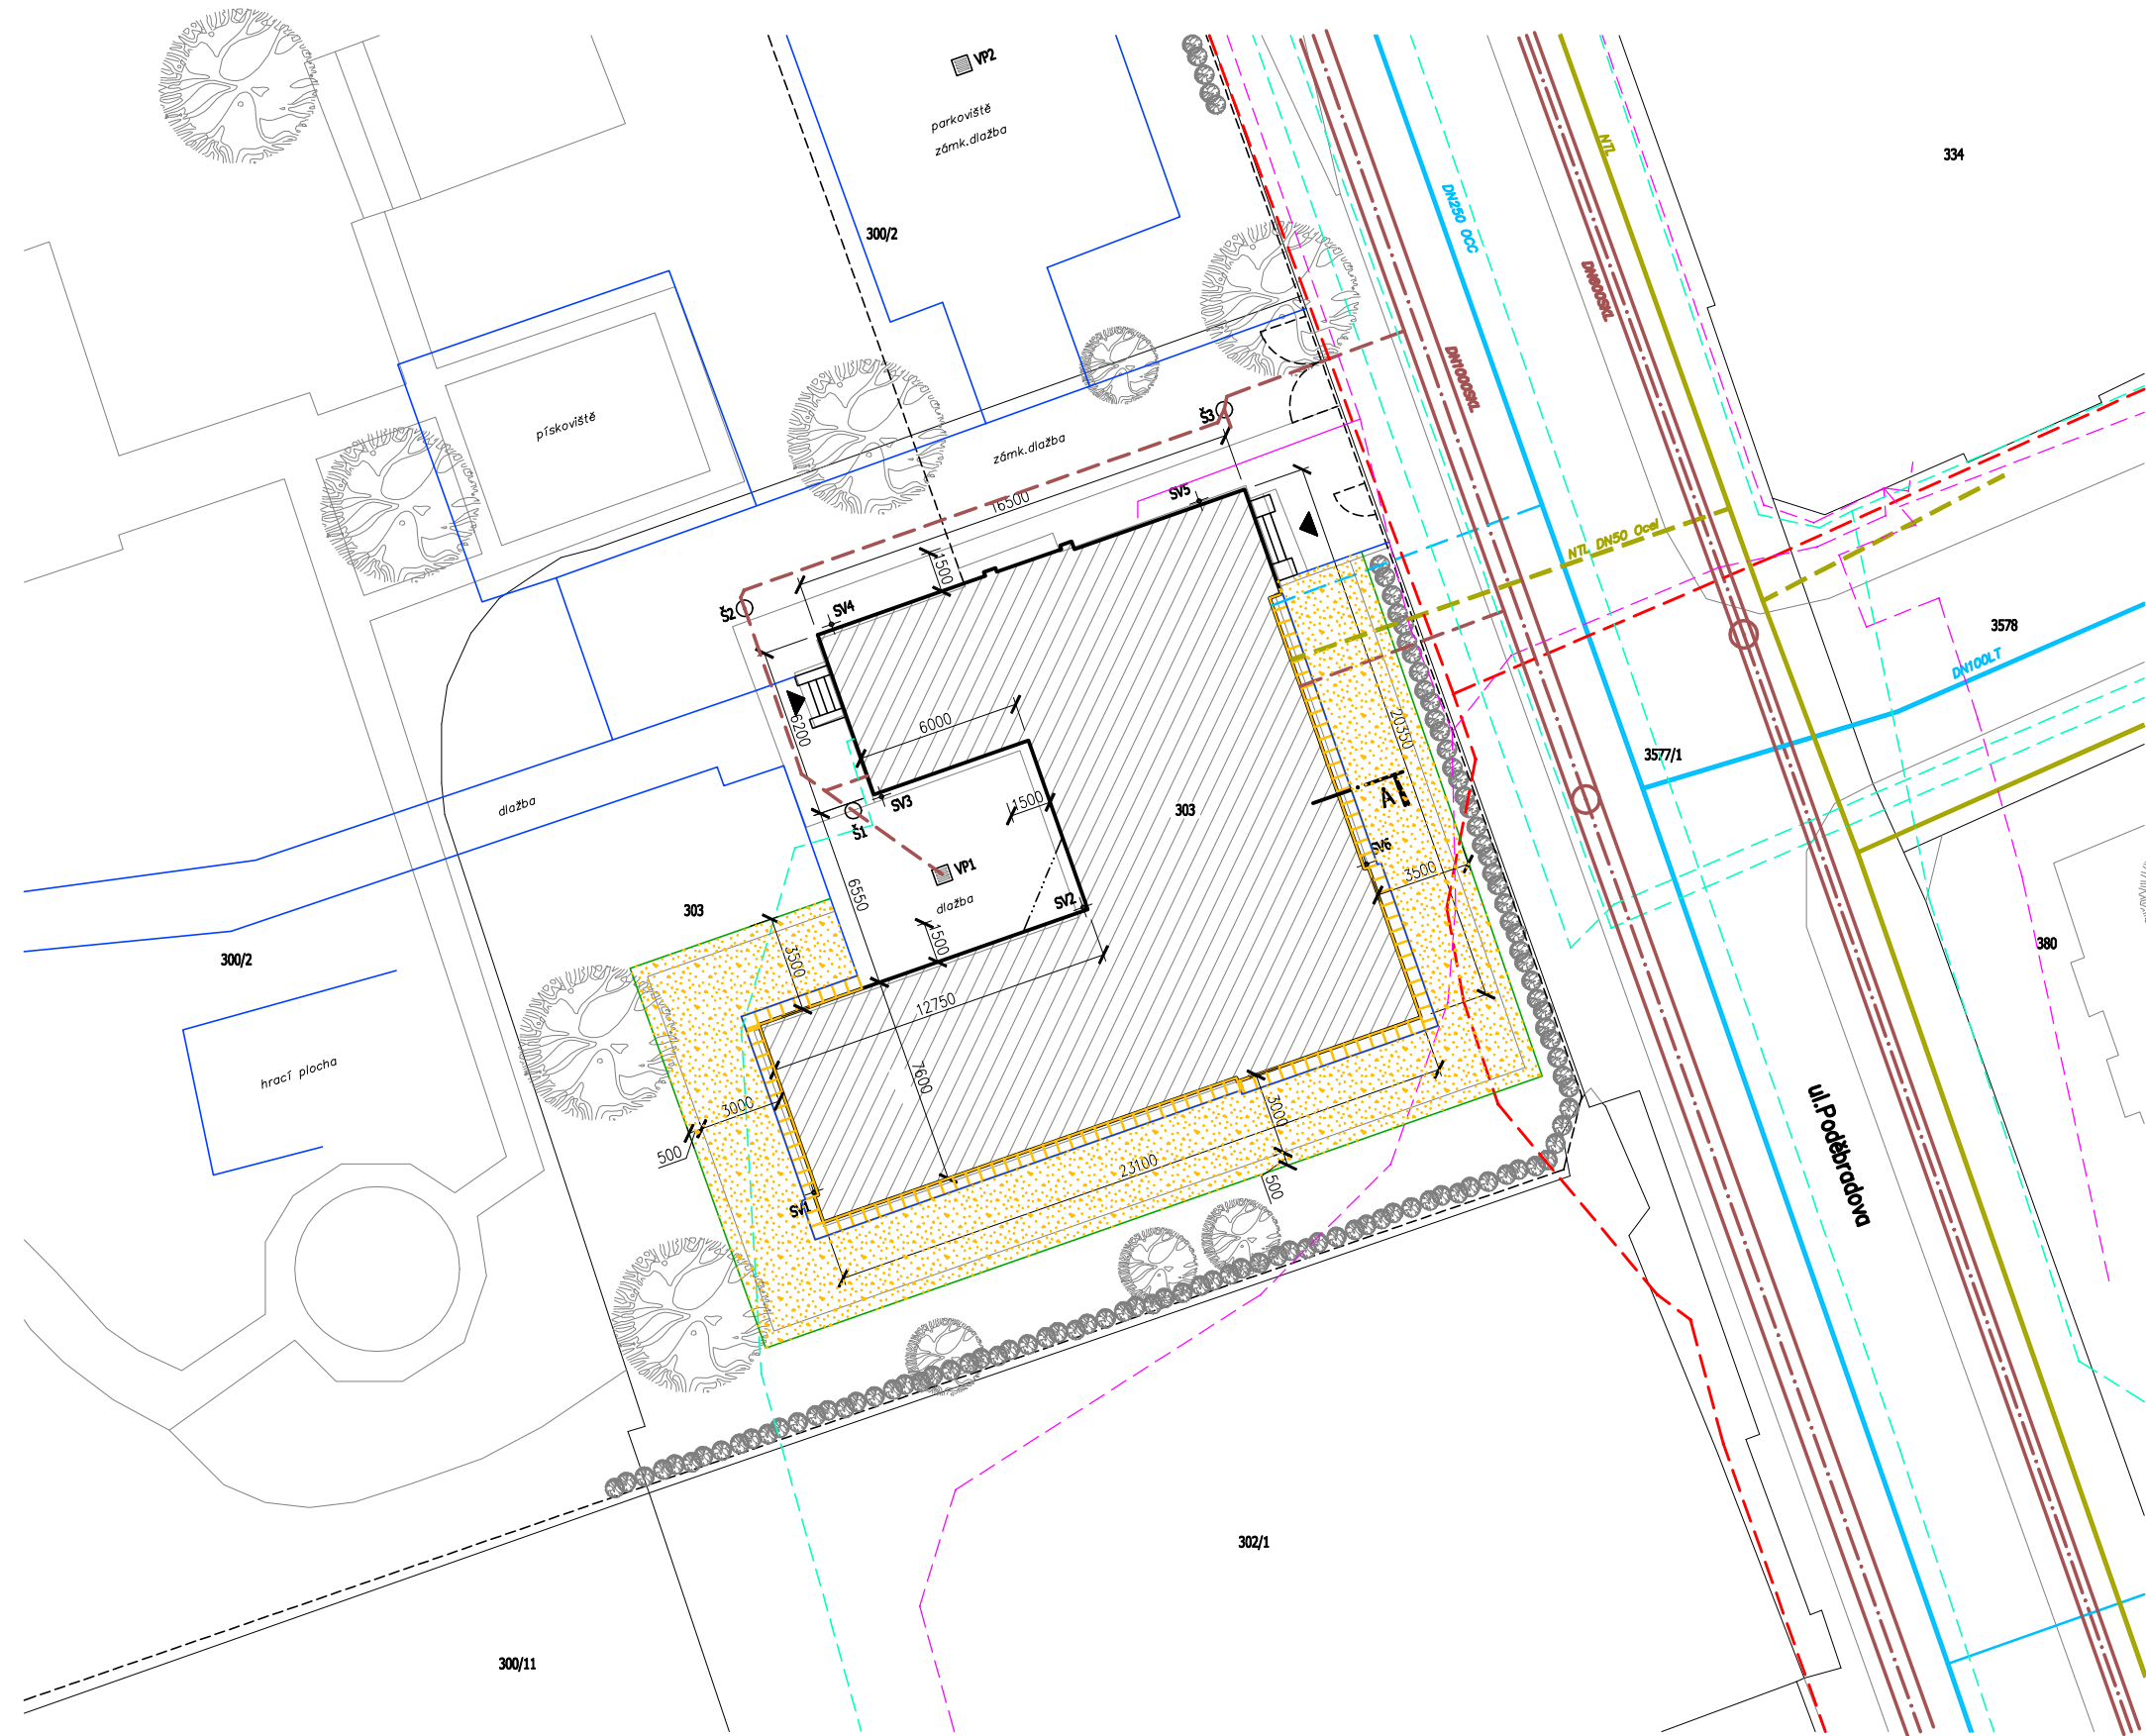 VP2
parkoviště
zámk.dlažba
NTL
334
DN250 OCC
300/2
DN800SKL
DN1000SKL
Š3
pískoviště
zámk.dlažba
SV5
16500
NTL DN50 Ocel
1500
Š2
SV4
3578
DN100LT
6200
6000
20350
3577/1
dlažba
SV3
1500
A
303
Š1
SV6
VP1
3500
6550
dlažba
SV2
303
1500
380
300/2
3500
12750
hrací plocha
7600
3000
3000
ul.Poděbradova
500
23100
500
SV1
302/1
300/11